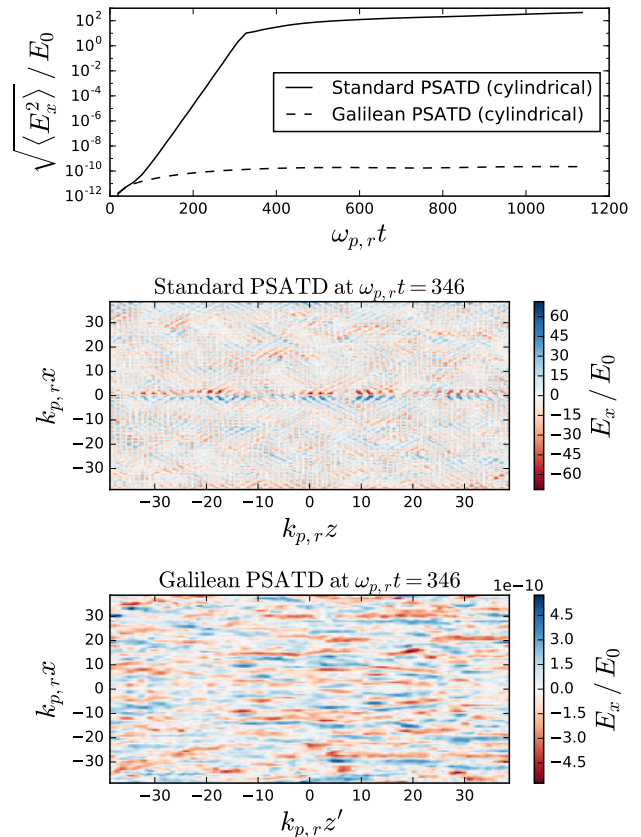 10^2
10^0
10^-2
10^-4
10^-6
10^-8
10^-10
10^-12
√⟨E_x^2⟩ / E_0
Standard PSATD (cylindrical)
Galilean PSATD (cylindrical)
0 200 400 600 800 1000 1200
ω_{p,r} t
Standard PSATD at ω_{p,r} t = 346
30
20
10
0
−10
−20
−30
k_{p,r} x
−30 −20 −10 0 10 20 30
k_{p,r} z
60
45
30
15
0
−15
−30
−45
−60
E_x / E_0
Galilean PSATD at ω_{p,r} t = 346
1e−10
30
20
10
0
−10
−20
−30
k_{p,r} x
−30 −20 −10 0 10 20 30
k_{p,r} z′
4.5
3.0
1.5
0.0
−1.5
−3.0
−4.5
E_x / E_0